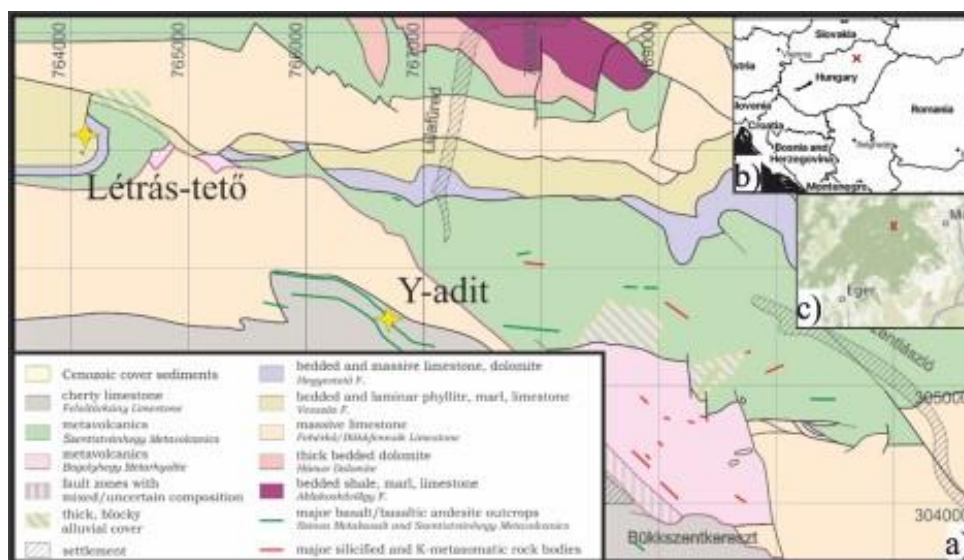 764000
765000
766000
767000
769000
Lillafüred
Létrás-tető
Y-adit
Slovakia
Vienna
Hungary
Romania
Slovenia
Croatia
Bosnia and
Herzegovina
Belgrade
Montenegro
b)
Eger
c)
305000
304000
Bükkszentkereszt
a)
Cenozoic cover sediments
cherty limestone
Felsőtárkány Limestone
metavolcanics
Szentistvánhegy Metavolcanics
metavolcanics
Bagolyhegy Metarhyolite
fault zones with
mixed/uncertain composition
thick, blocky
alluvial cover
settlement
bedded and massive limestone, dolomite
Hegyestető F.
bedded and laminar phyllite, marl, limestone
Vesszős F.
massive limestone
Fehérkő/Bükkfennsík Limestone
thick bedded dolomite
Hámor Dolomite
bedded shale, marl, limestone
Ablakoskővölgy F.
major basalt/basaltic andesite outcrops
Szinva Metabasalt and Szentistvánhegy Metavolcanics
major silicified and K-metasomatic rock bodies